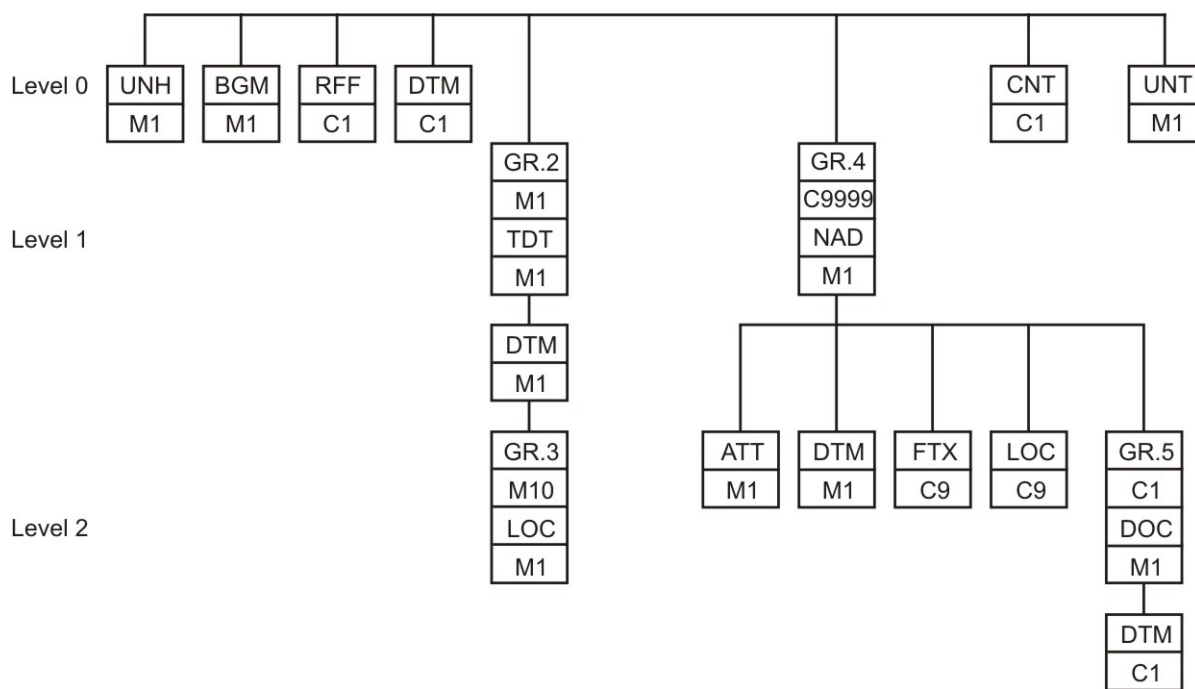 Level 0 UNH BGM RFF DTM CNT UNT
M1 M1 C1 C1 C1 M1
GR.2 GR.4
M1 C9999
Level 1 TDT NAD
M1 M1
DTM
M1
GR.3 ATT DTM FTX LOC GR.5
M10 M1 M1 C9 C9 C1
Level 2 LOC DOC
M1 M1
DTM
C1